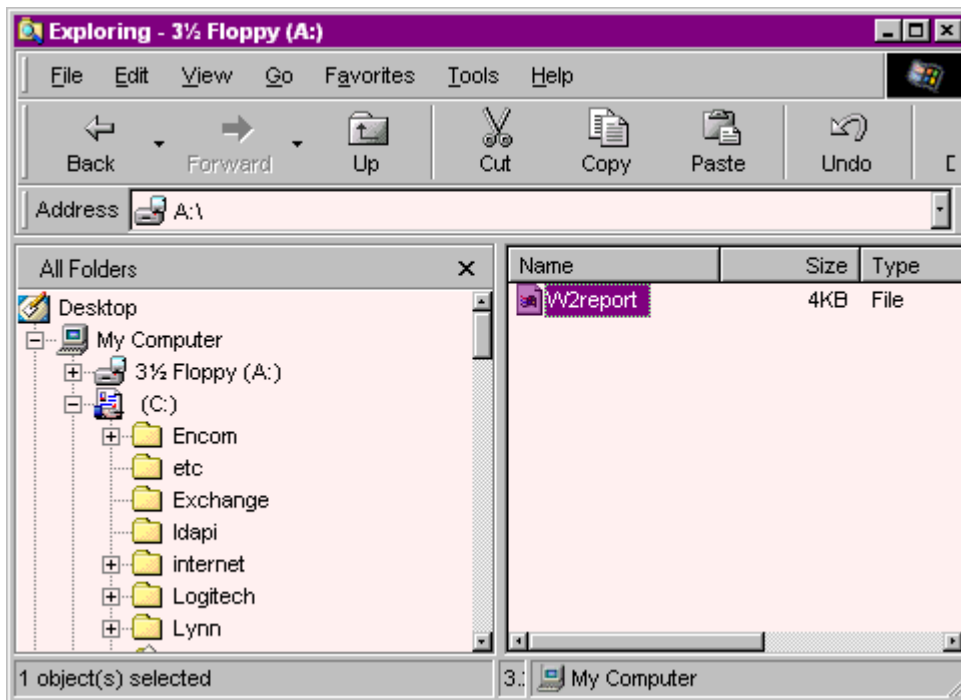 Exploring - 3½ Floppy (A:)
File Edit View Go Favorites Tools Help
Back Forward Up Cut Copy Paste Undo
Address A:\
All Folders
Name Size Type
Desktop
W2report 4KB File
My Computer
3½ Floppy (A:)
(C:)
Encom
etc
Exchange
Idapi
internet
Logitech
Lynn
1 object(s) selected
My Computer